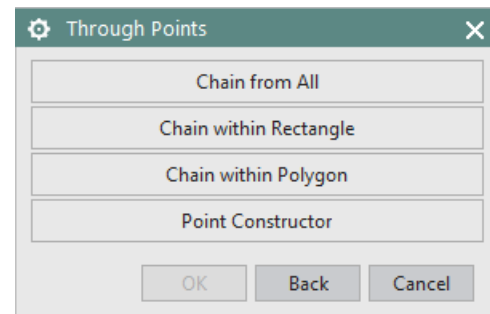 Through Points
Chain from All
Chain within Rectangle
Chain within Polygon
Point Constructor
OK Back Cancel